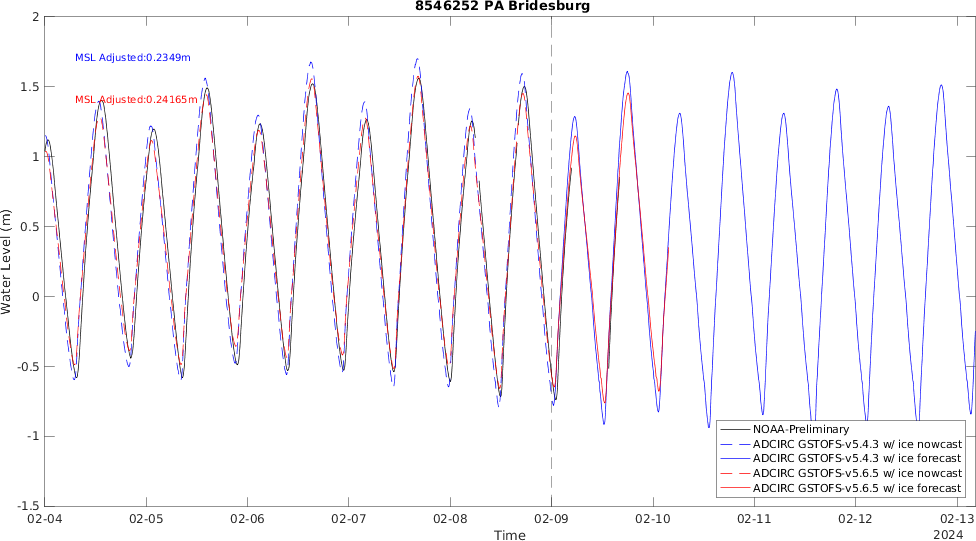 8546252 PA Bridesburg
2
1.5
1
0.5
0
-0.5
-1
-1.5
Water Level (m)
MSL Adjusted:0.2349m
MSL Adjusted:0.24165m
NOAA-Preliminary
ADCIRC GSTOFS-v5.4.3 w/ ice nowcast
ADCIRC GSTOFS-v5.4.3 w/ ice forecast
ADCIRC GSTOFS-v5.6.5 w/ ice nowcast
ADCIRC GSTOFS-v5.6.5 w/ ice forecast
02-04 02-05 02-06 02-07 02-08 02-09 02-10 02-11 02-12 02-13
Time
2024